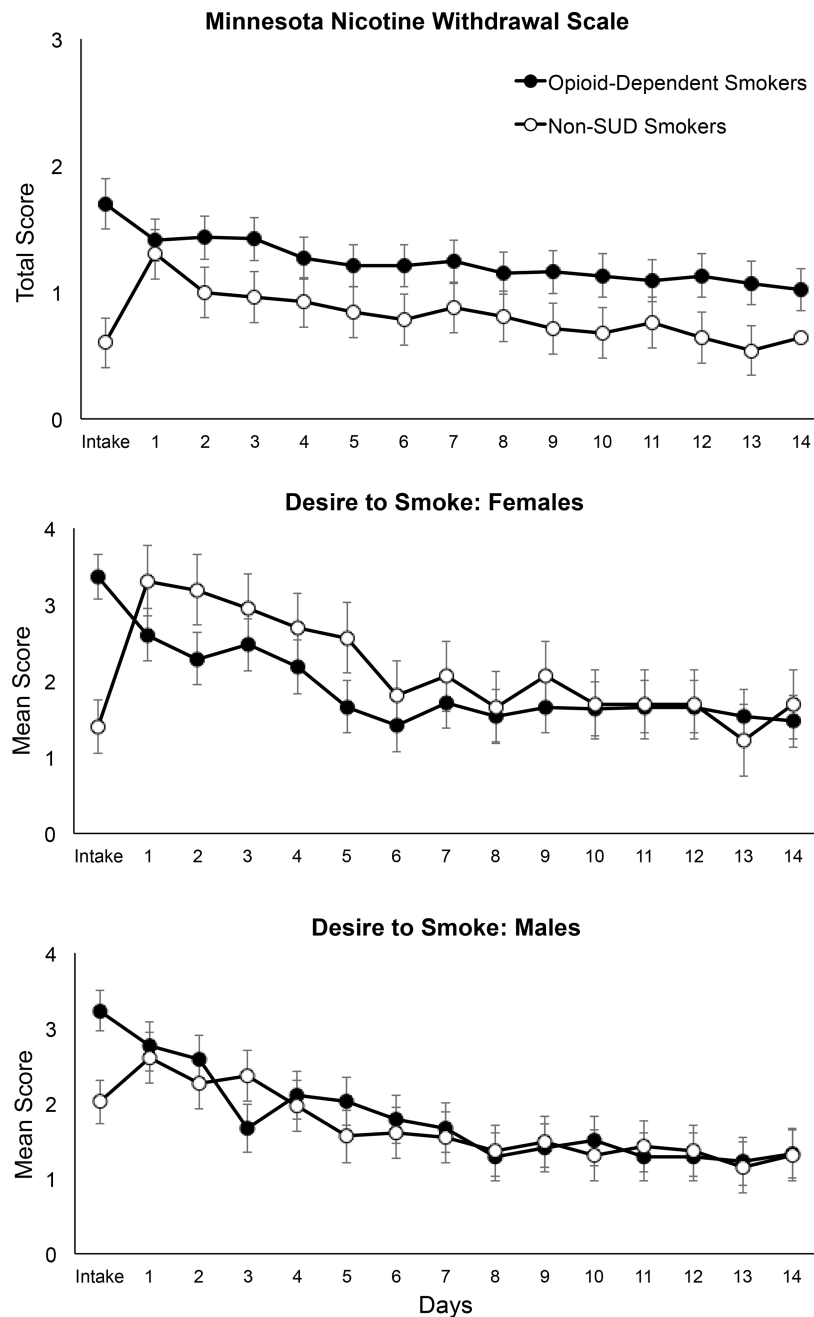 Minnesota Nicotine Withdrawal Scale
3
Opioid-Dependent Smokers
Non-SUD Smokers
2
Total Score
1
0
Intake 1 2 3 4 5 6 7 8 9 10 11 12 13 14
Desire to Smoke: Females
4
3
Mean Score
2
1
0
Intake 1 2 3 4 5 6 7 8 9 10 11 12 13 14
Desire to Smoke: Males
4
3
Mean Score
2
1
0
Intake 1 2 3 4 5 6 7 8 9 10 11 12 13 14
Days